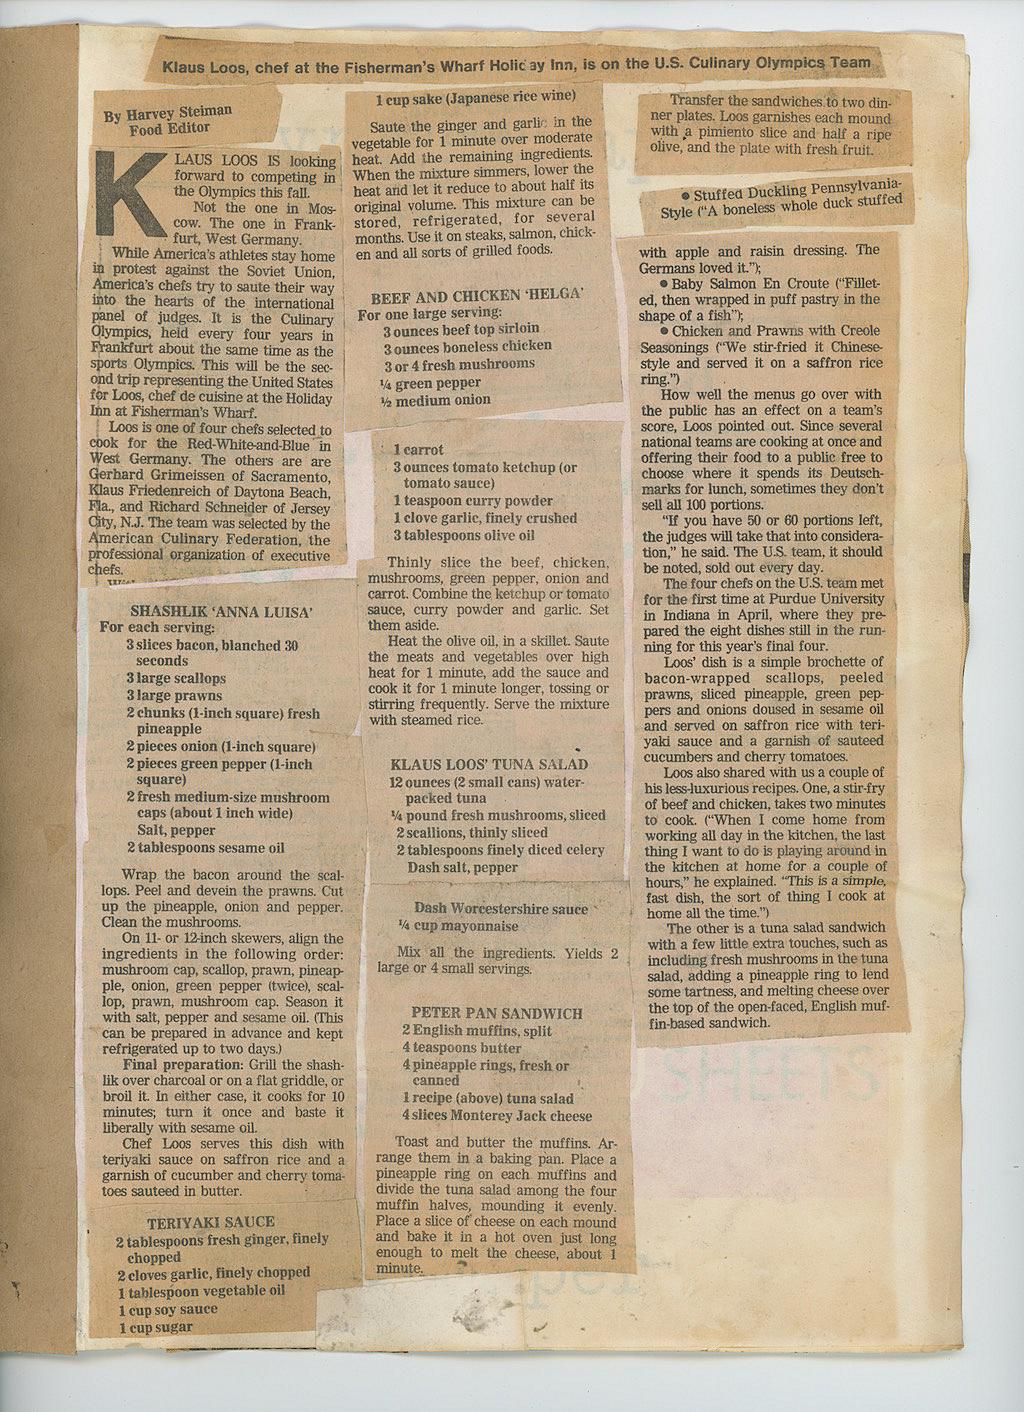 Klaus Loos, chef at the Fisherman's Wharf Holiday Inn, is on the U.S. Culinary Olympics Team
By Harvey Steiman
Food Editor
KLAUS LOOS IS looking
forward to competing in
the Olympics this fall.
Not the one in Mos-
cow. The one in Frank-
furt, West Germany.
While America's athletes stay home
in protest against the Soviet Union,
America's chefs try to saute their way
into the hearts of the international
panel of judges. It is the Culinary
Olympics, held every four years in
Frankfurt about the same time as the
sports Olympics. This will be the sec-
ond trip representing the United States
for Loos, chef de cuisine at the Holiday
Inn at Fisherman's Wharf.
Loos is one of four chefs selected to
cook for the Red-White-and-Blue in
West Germany. The others are are
Gerhard Grimeissen of Sacramento,
Klaus Friedenreich of Daytona Beach,
Fla., and Richard Schneider of Jersey
City, N.J. The team was selected by the
American Culinary Federation, the
professional organization of executive
chefs.
SHASHLIK 'ANNA LUISA'
For each serving:
3 slices bacon, blanched 30
seconds
3 large scallops
3 large prawns
2 chunks (1-inch square) fresh
pineapple
2 pieces onion (1-inch square)
2 pieces green pepper (1-inch
square)
2 fresh medium-size mushroom
caps (about 1 inch wide)
Salt, pepper
2 tablespoons sesame oil
Wrap the bacon around the scal-
lops. Peel and devein the prawns. Cut
up the pineapple, onion and pepper.
Clean the mushrooms.
On 11- or 12-inch skewers, align the
ingredients in the following order:
mushroom cap, scallop, prawn, pineap-
ple, onion, green pepper (twice), scal-
lop, prawn, mushroom cap. Season it
with salt, pepper and sesame oil. (This
can be prepared in advance and kept
refrigerated up to two days.)
Final preparation: Grill the shash-
lik over charcoal or on a flat griddle, or
broil it. In either case, it cooks for 10
minutes; turn it once and baste it
liberally with sesame oil.
Chef Loos serves this dish with
teriyaki sauce on saffron rice and a
garnish of cucumber and cherry toma-
toes sauteed in butter.
TERIYAKI SAUCE
2 tablespoons fresh ginger, finely
chopped
2 cloves garlic, finely chopped
1 tablespoon vegetable oil
1 cup soy sauce
1 cup sugar
1 cup sake (Japanese rice wine)
Saute the ginger and garlic in the
vegetable for 1 minute over moderate
heat. Add the remaining ingredients.
When the mixture simmers, lower the
heat and let it reduce to about half its
original volume. This mixture can be
stored, refrigerated, for several
months. Use it on steaks, salmon, chick-
en and all sorts of grilled foods.
BEEF AND CHICKEN 'HELGA'
For one large serving:
3 ounces beef top sirloin
3 ounces boneless chicken
3 or 4 fresh mushrooms
¼ green pepper
½ medium onion
1 carrot
3 ounces tomato ketchup (or
tomato sauce)
1 teaspoon curry powder
1 clove garlic, finely crushed
3 tablespoons olive oil
Thinly slice the beef, chicken,
mushrooms, green pepper, onion and
carrot. Combine the ketchup or tomato
sauce, curry powder and garlic. Set
them aside.
Heat the olive oil, in a skillet. Saute
the meats and vegetables over high
heat for 1 minute, add the sauce and
cook it for 1 minute longer, tossing or
stirring frequently. Serve the mixture
with steamed rice.
KLAUS LOOS' TUNA SALAD
12 ounces (2 small cans) water-
packed tuna
¼ pound fresh mushrooms, sliced
2 scallions, thinly sliced
2 tablespoons finely diced celery
Dash salt, pepper
Dash Worcestershire sauce
¼ cup mayonnaise
Mix all the ingredients. Yields 2
large or 4 small servings.
PETER PAN SANDWICH
2 English muffins, split
4 teaspoons butter
4 pineapple rings, fresh or
canned
1 recipe (above) tuna salad
4 slices Monterey Jack cheese
Toast and butter the muffins. Ar-
range them in a baking pan. Place a
pineapple ring on each muffins and
divide the tuna salad among the four
muffin halves, mounding it evenly.
Place a slice of cheese on each mound
and bake it in a hot oven just long
enough to melt the cheese, about 1
minute.
Transfer the sandwiches to two din-
ner plates. Loos garnishes each mound
with a pimiento slice and half a ripe
olive, and the plate with fresh fruit.
● Stuffed Duckling Pennsylvania-
Style ("A boneless whole duck stuffed
with apple and raisin dressing. The
Germans loved it.");
● Baby Salmon En Croute ("Fillet-
ed, then wrapped in puff pastry in the
shape of a fish");
● Chicken and Prawns with Creole
Seasonings ("We stir-fried it Chinese-
style and served it on a saffron rice
ring.")
How well the menus go over with
the public has an effect on a team's
score, Loos pointed out. Since several
national teams are cooking at once and
offering their food to a public free to
choose where it spends its Deutsch-
marks for lunch, sometimes they don't
sell all 100 portions.
"If you have 50 or 60 portions left,
the judges will take that into considera-
tion," he said. The U.S. team, it should
be noted, sold out every day.
The four chefs on the U.S. team met
for the first time at Purdue University
in Indiana in April, where they pre-
pared the eight dishes still in the run-
ning for this year's final four.
Loos' dish is a simple brochette of
bacon-wrapped scallops, peeled
prawns, sliced pineapple, green pep-
pers and onions doused in sesame oil
and served on saffron rice with teri-
yaki sauce and a garnish of sauteed
cucumbers and cherry tomatoes.
Loos also shared with us a couple of
his less-luxurious recipes. One, a stir-fry
of beef and chicken, takes two minutes
to cook. ("When I come home from
working all day in the kitchen, the last
thing I want to do is playing around in
the kitchen at home for a couple of
hours," he explained. "This is a simple,
fast dish, the sort of thing I cook at
home all the time.")
The other is a tuna salad sandwich
with a few little extra touches, such as
including fresh mushrooms in the tuna
salad, adding a pineapple ring to lend
some tartness, and melting cheese over
the top of the open-faced, English muf-
fin-based sandwich.
SHEETS